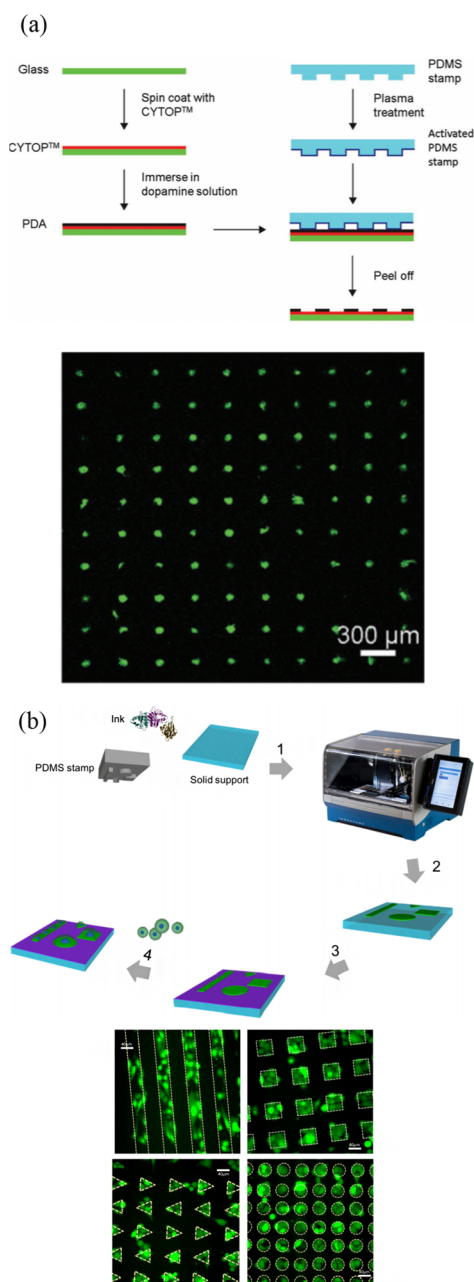 (a)
Glass
PDMS
stamp
Spin coat with
CYTOP™
Plasma
treatment
CYTOP™
Activated
PDMS
stamp
Immerse in
dopamine solution
PDA
Peel off
300 µm
(b)
Ink
PDMS stamp
Solid support
1
2
3
4
40µm
40µm
40µm